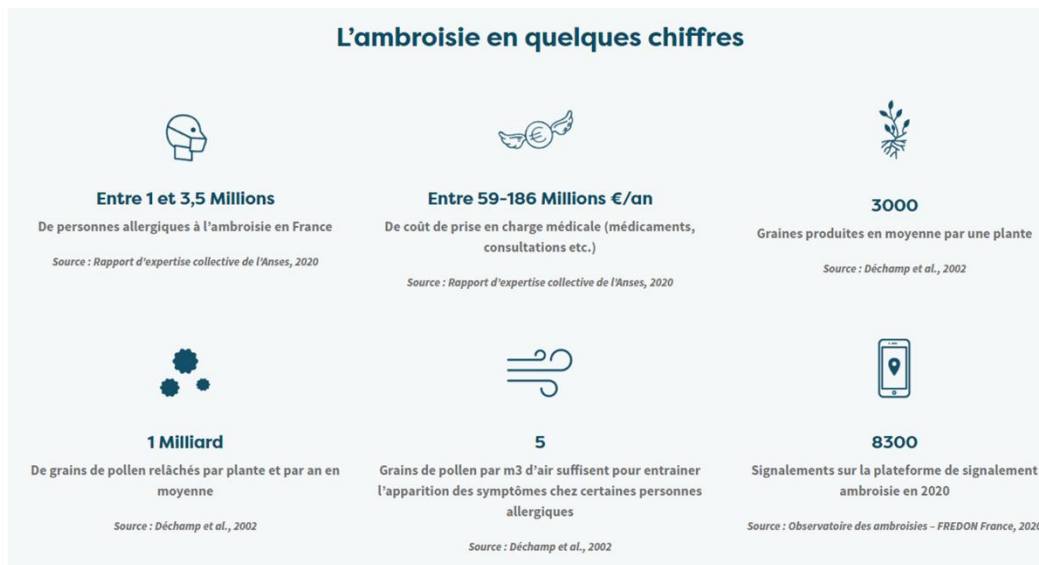 L'ambroisie en quelques chiffres
Entre 1 et 3,5 Millions
De personnes allergiques à l'ambroisie en France
Source : Rapport d'expertise collective de l'Anses, 2020
Entre 59-186 Millions €/an
De coût de prise en charge médicale (médicaments,
consultations etc.)
Source : Rapport d'expertise collective de l'Anses, 2020
3000
Graines produites en moyenne par une plante
Source : Déchamp et al., 2002
1 Milliard
De grains de pollen relâchés par plante et par an en
moyenne
Source : Déchamp et al., 2002
5
Grains de pollen par m3 d'air suffisent pour entrainer
l'apparition des symptômes chez certaines personnes
allergiques
Source : Déchamp et al., 2002
8300
Signalements sur la plateforme de signalement
ambroisie en 2020
Source : Observatoire des ambroisies – FREDON France, 2020